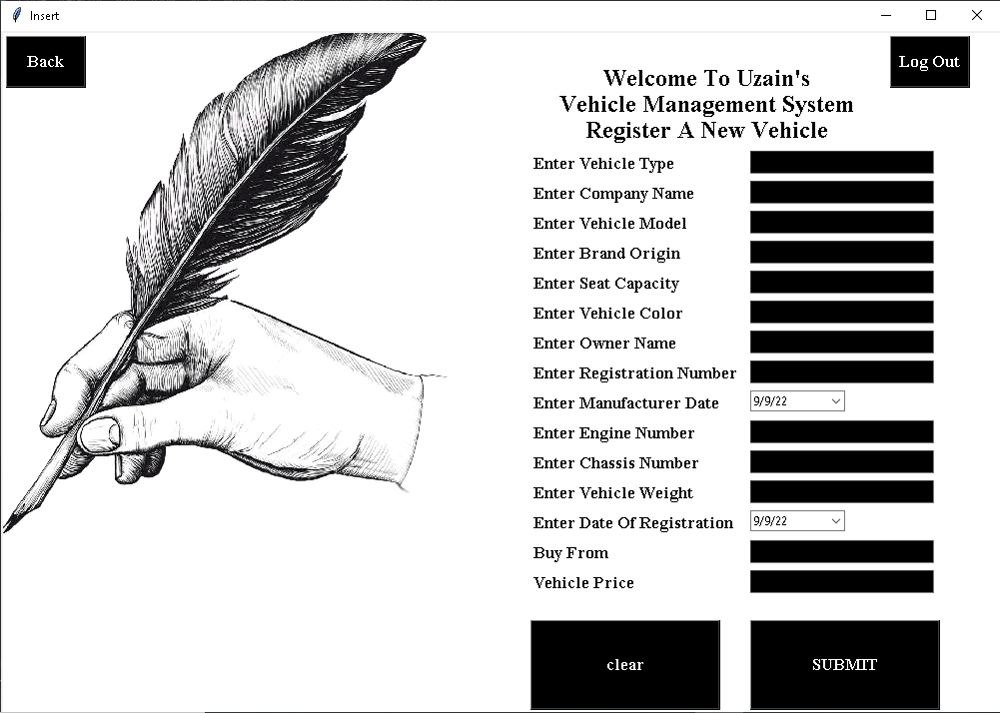 Insert
Back
Log Out
Welcome To Uzain's
Vehicle Management System
Register A New Vehicle
Enter Vehicle Type
Enter Company Name
Enter Vehicle Model
Enter Brand Origin
Enter Seat Capacity
Enter Vehicle Color
Enter Owner Name
Enter Registration Number
Enter Manufacturer Date 9/9/22
Enter Engine Number
Enter Chassis Number
Enter Vehicle Weight
Enter Date Of Registration 9/9/22
Buy From
Vehicle Price
clear
SUBMIT